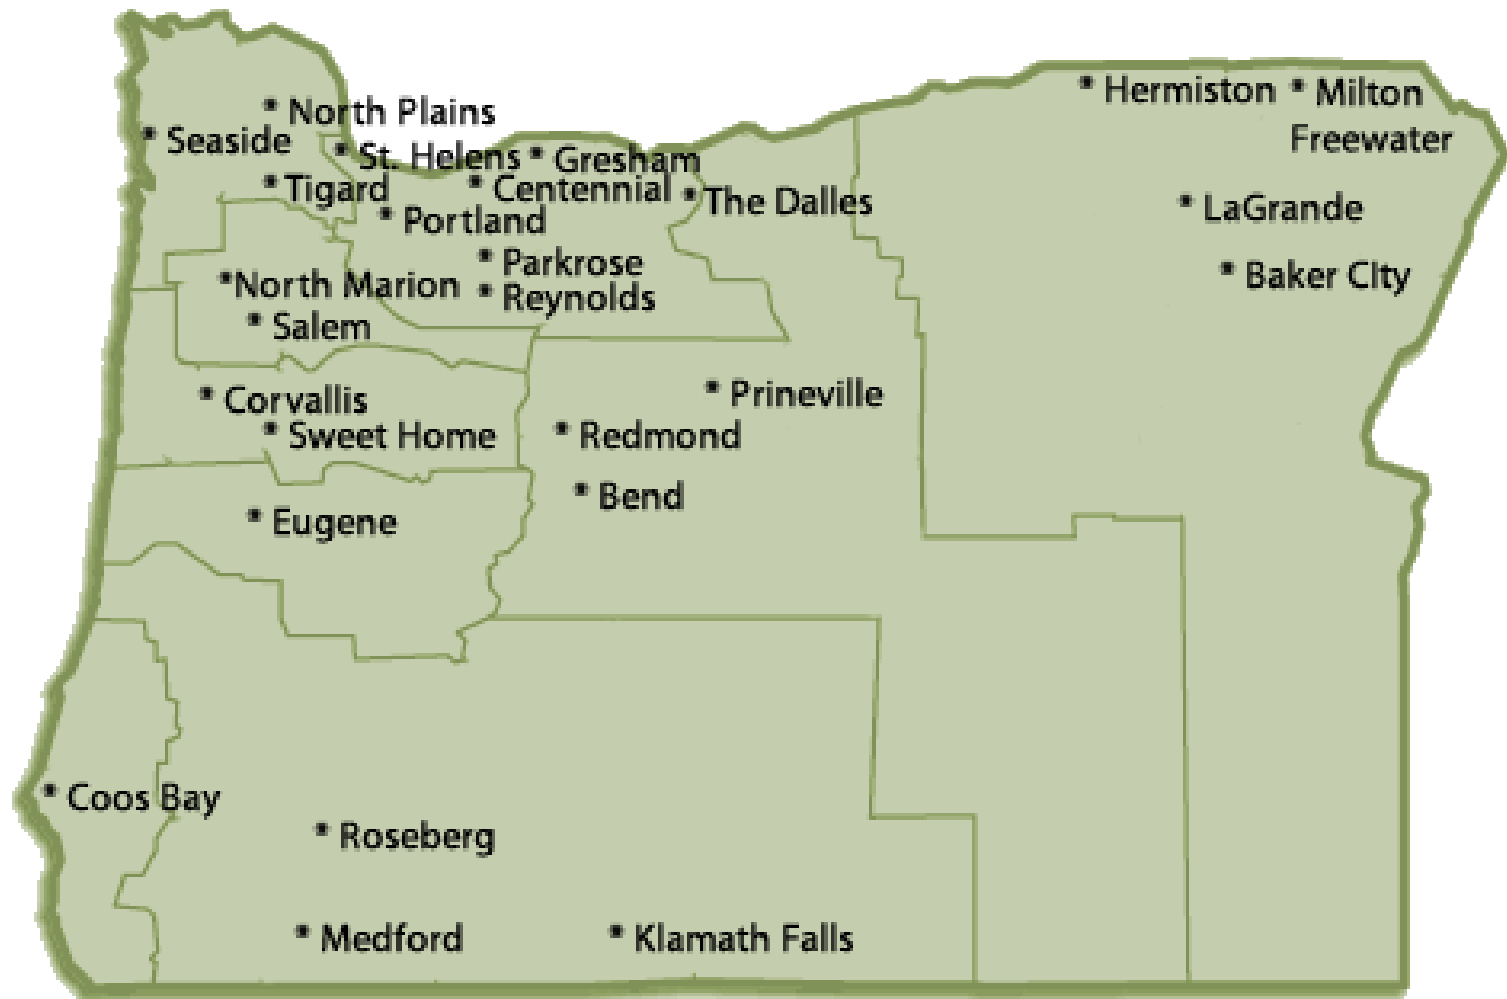 Hermiston
Milton
Freewater
North Plains
Seaside
St. Helens
Gresham
Tigard
Centennial
The Dalles
LaGrande
Portland
Parkrose
Baker CIty
North Marion
Reynolds
Salem
Prineville
Corvallis
Redmond
Sweet Home
Bend
Eugene
Coos Bay
Roseberg
Medford
Klamath Falls